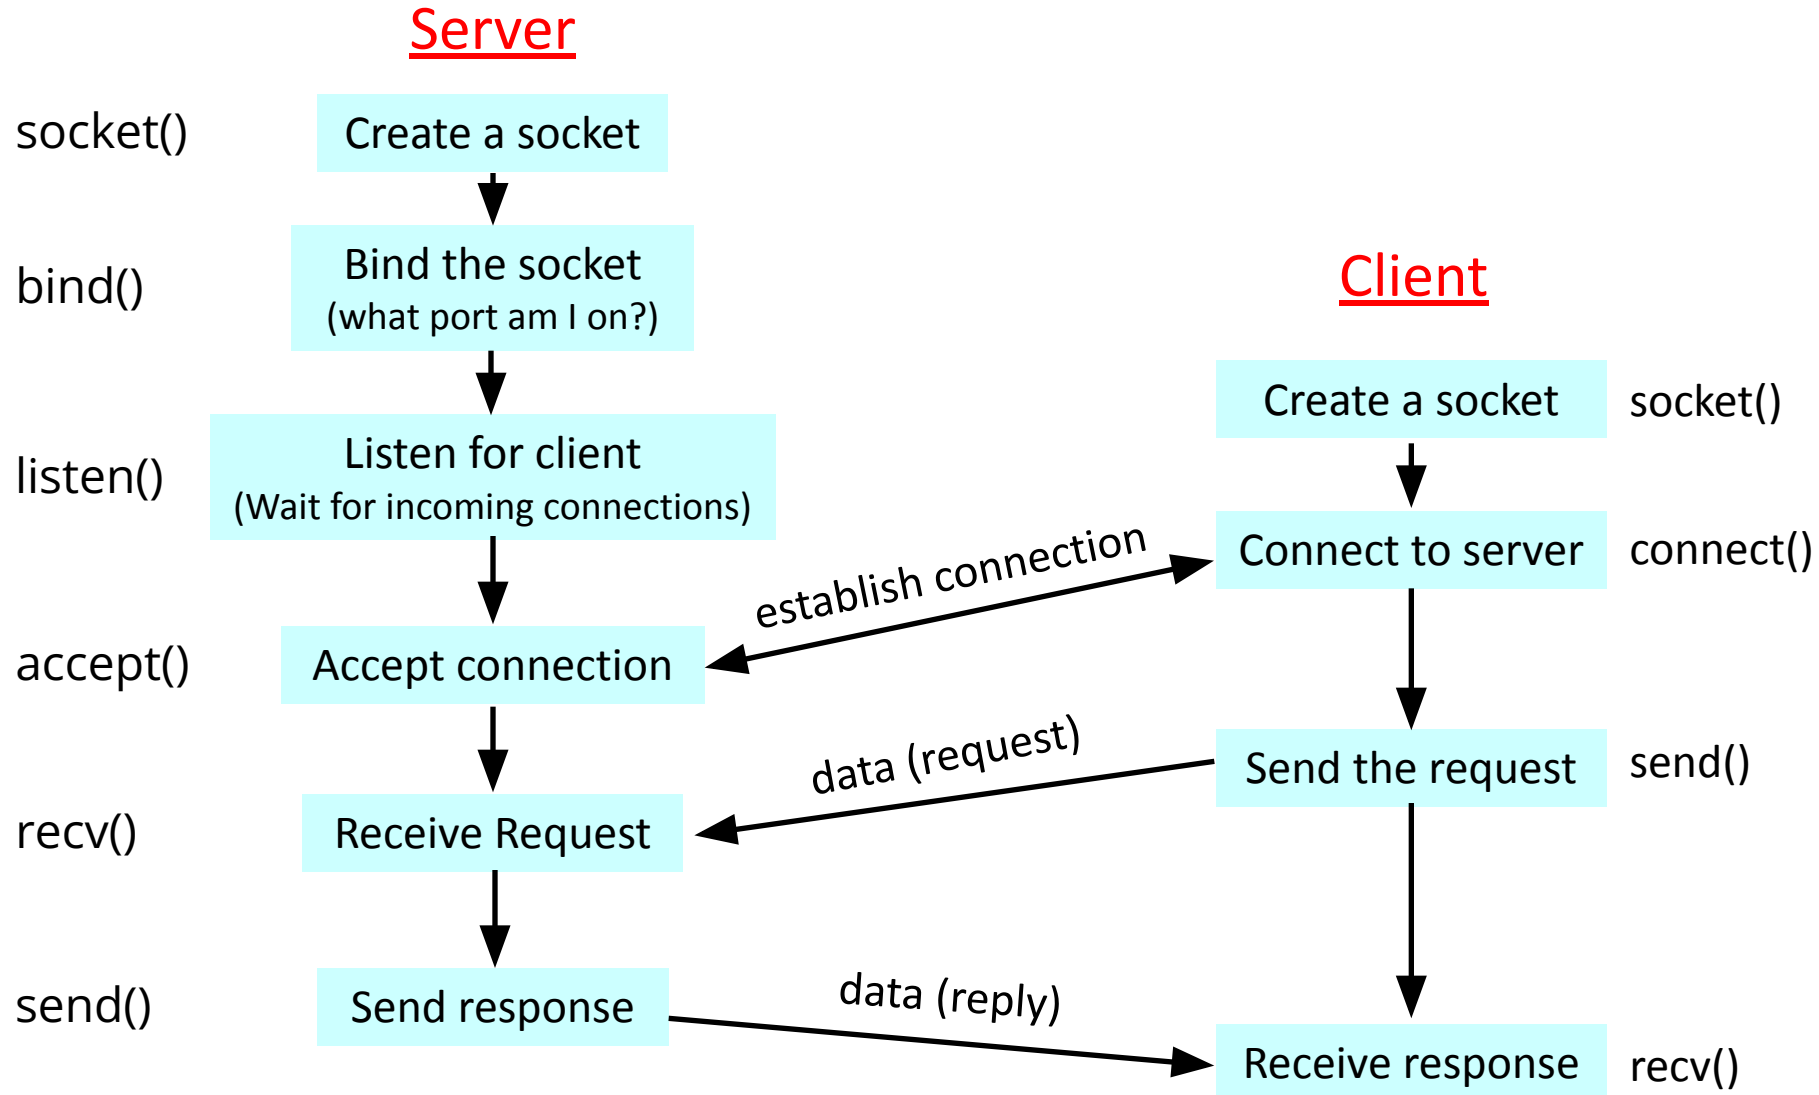 Server
socket()
Create a socket
bind()
Bind the socket
(what port am I on?)
listen()
Listen for client
(Wait for incoming connections)
accept()
Accept connection
recv()
Receive Request
send()
Send response
establish connection
data (request)
data (reply)
Client
Create a socket
socket()
Connect to server
connect()
Send the request
send()
Receive response
recv()